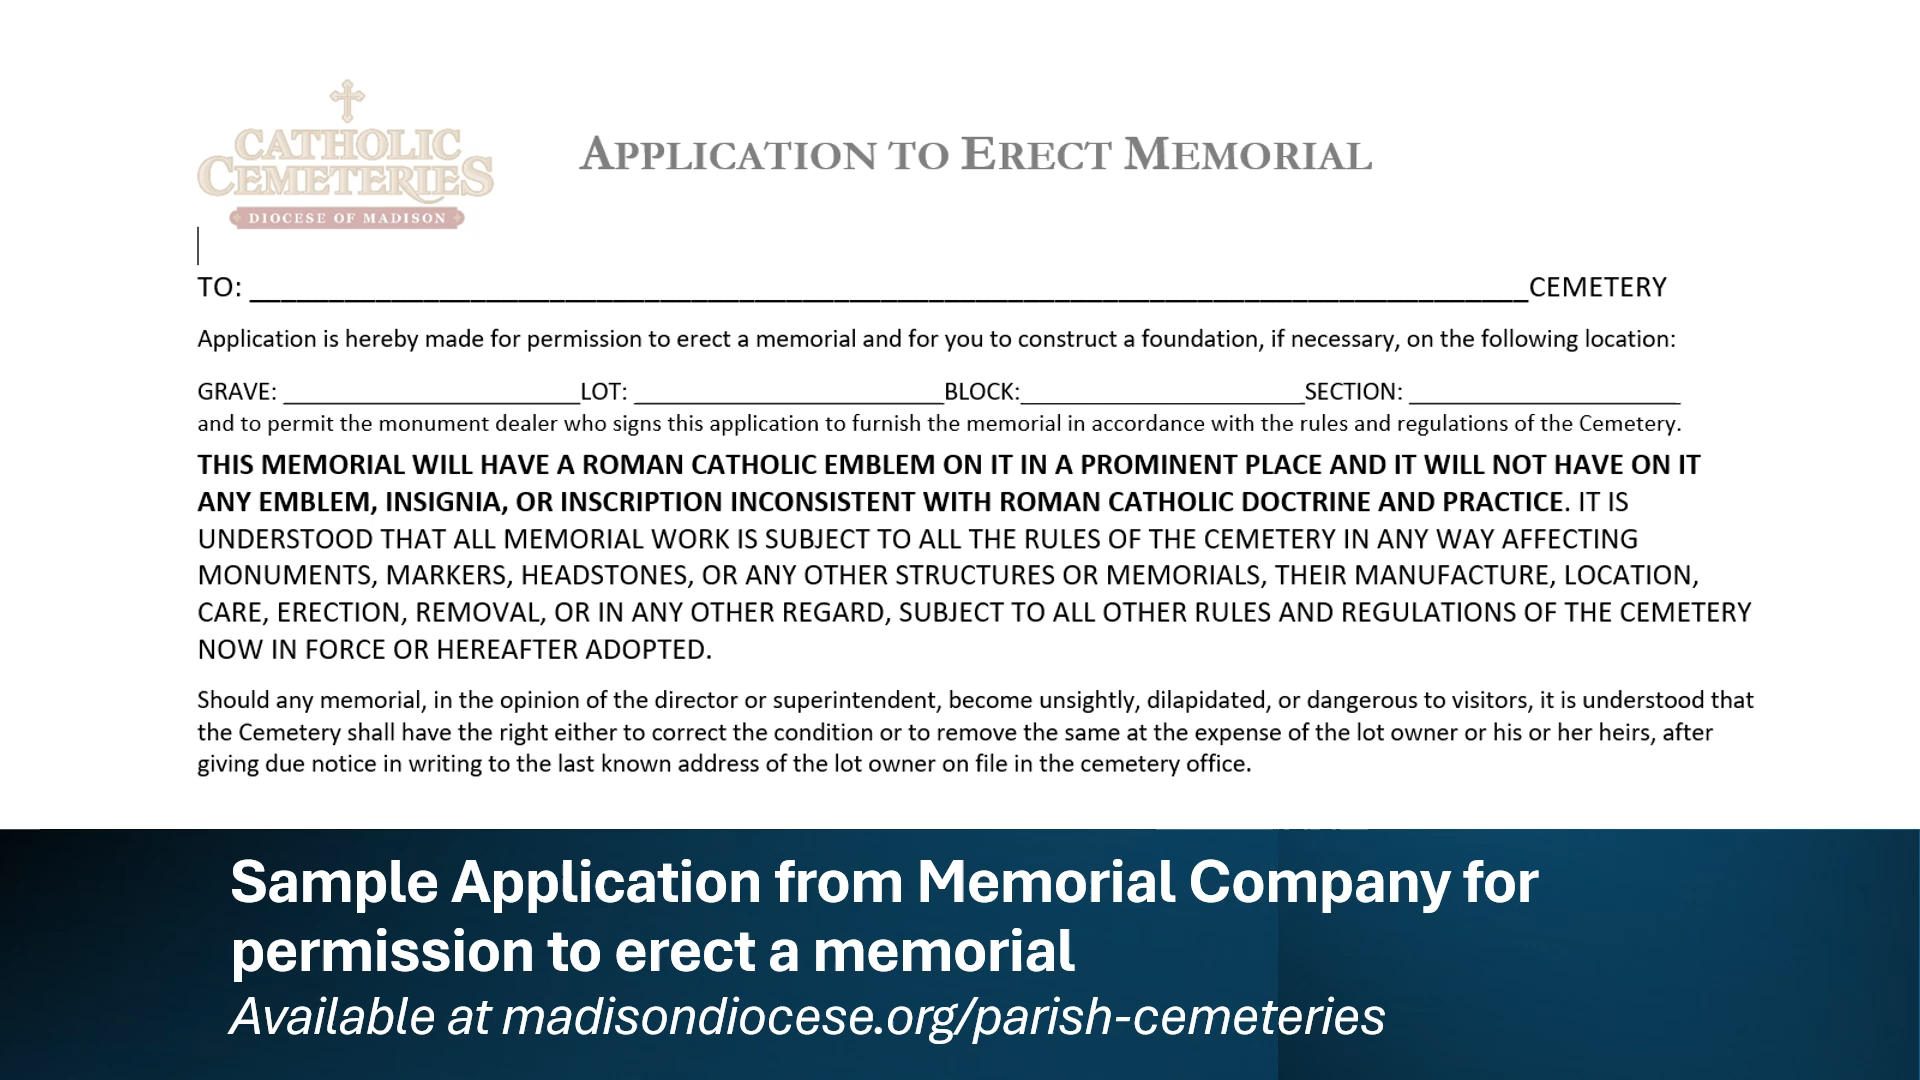 CATHOLIC
CEMETERIES
DIOCESE OF MADISON
APPLICATION TO ERECT MEMORIAL
TO: ________________________________________________________________________________CEMETERY
Application is hereby made for permission to erect a memorial and for you to construct a foundation, if necessary, on the following location:
GRAVE: _______________________LOT: ________________________BLOCK:______________________SECTION: _____________________
and to permit the monument dealer who signs this application to furnish the memorial in accordance with the rules and regulations of the Cemetery.
THIS MEMORIAL WILL HAVE A ROMAN CATHOLIC EMBLEM ON IT IN A PROMINENT PLACE AND IT WILL NOT HAVE ON IT
ANY EMBLEM, INSIGNIA, OR INSCRIPTION INCONSISTENT WITH ROMAN CATHOLIC DOCTRINE AND PRACTICE. IT IS
UNDERSTOOD THAT ALL MEMORIAL WORK IS SUBJECT TO ALL THE RULES OF THE CEMETERY IN ANY WAY AFFECTING
MONUMENTS, MARKERS, HEADSTONES, OR ANY OTHER STRUCTURES OR MEMORIALS, THEIR MANUFACTURE, LOCATION,
CARE, ERECTION, REMOVAL, OR IN ANY OTHER REGARD, SUBJECT TO ALL OTHER RULES AND REGULATIONS OF THE CEMETERY
NOW IN FORCE OR HEREAFTER ADOPTED.
Should any memorial, in the opinion of the director or superintendent, become unsightly, dilapidated, or dangerous to visitors, it is understood that
the Cemetery shall have the right either to correct the condition or to remove the same at the expense of the lot owner or his or her heirs, after
giving due notice in writing to the last known address of the lot owner on file in the cemetery office.
Sample Application from Memorial Company for
permission to erect a memorial
Available at madisondiocese.org/parish-cemeteries